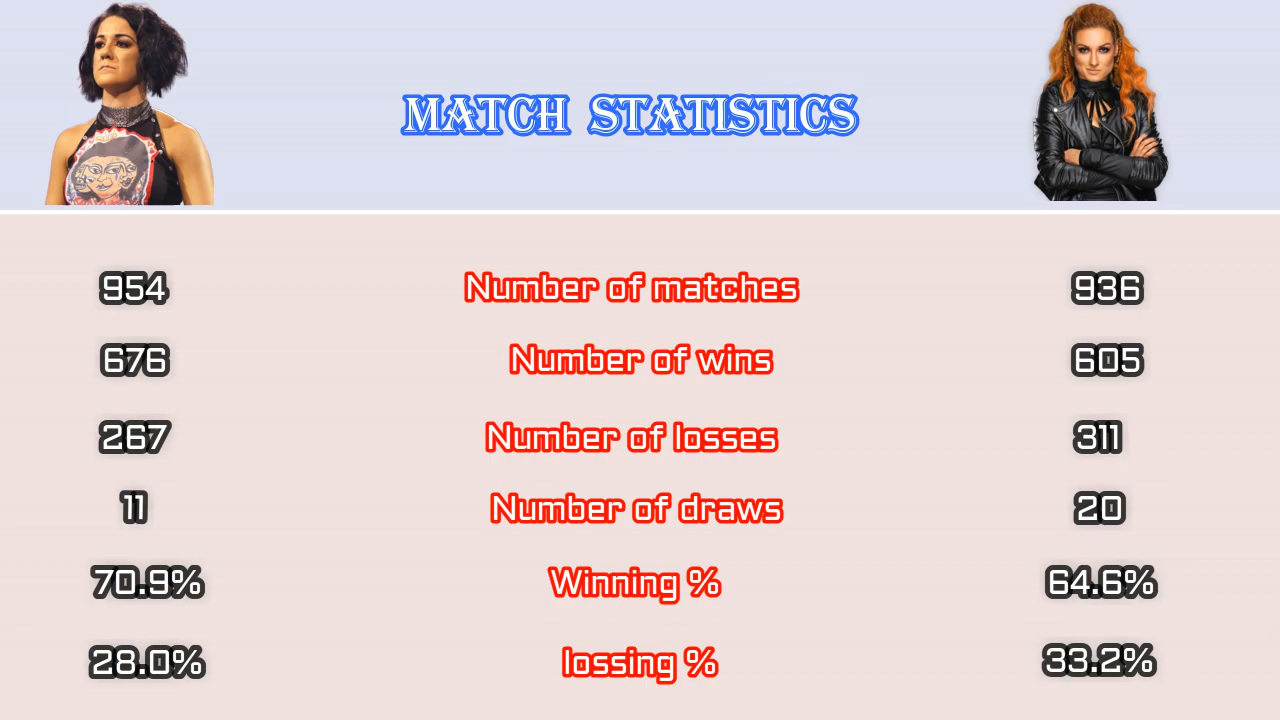 MATCH STATISTICS
954 Number of matches 936
676 Number of wins 605
267 Number of losses 311
11 Number of draws 20
70.9% Winning % 64.6%
28.0% lossing % 33.2%